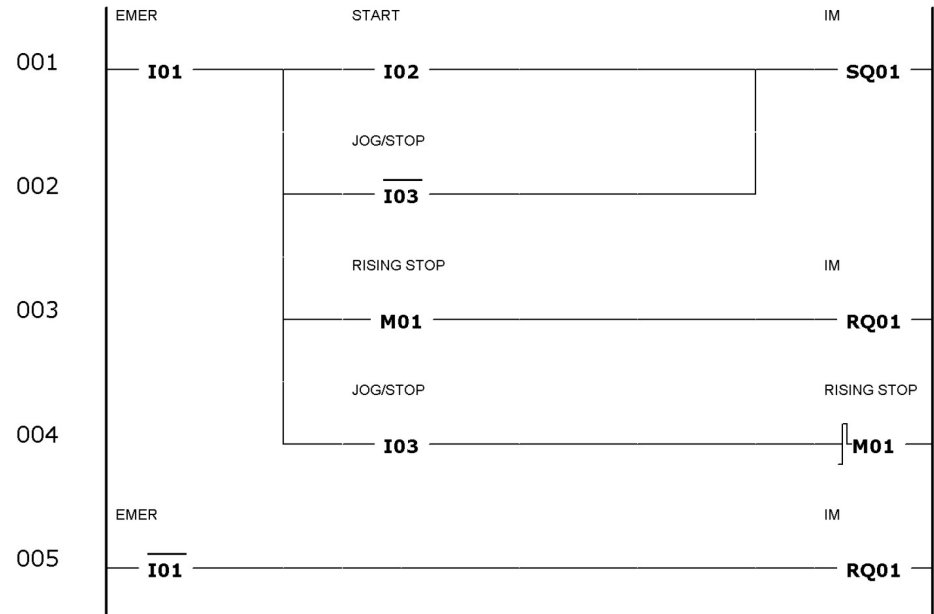 EMER START IM
001 I01 I02 SQ01
JOG/STOP
002 I03
RISING STOP IM
003 M01 RQ01
JOG/STOP RISING STOP
004 I03 M01
EMER IM
005 I01 RQ01